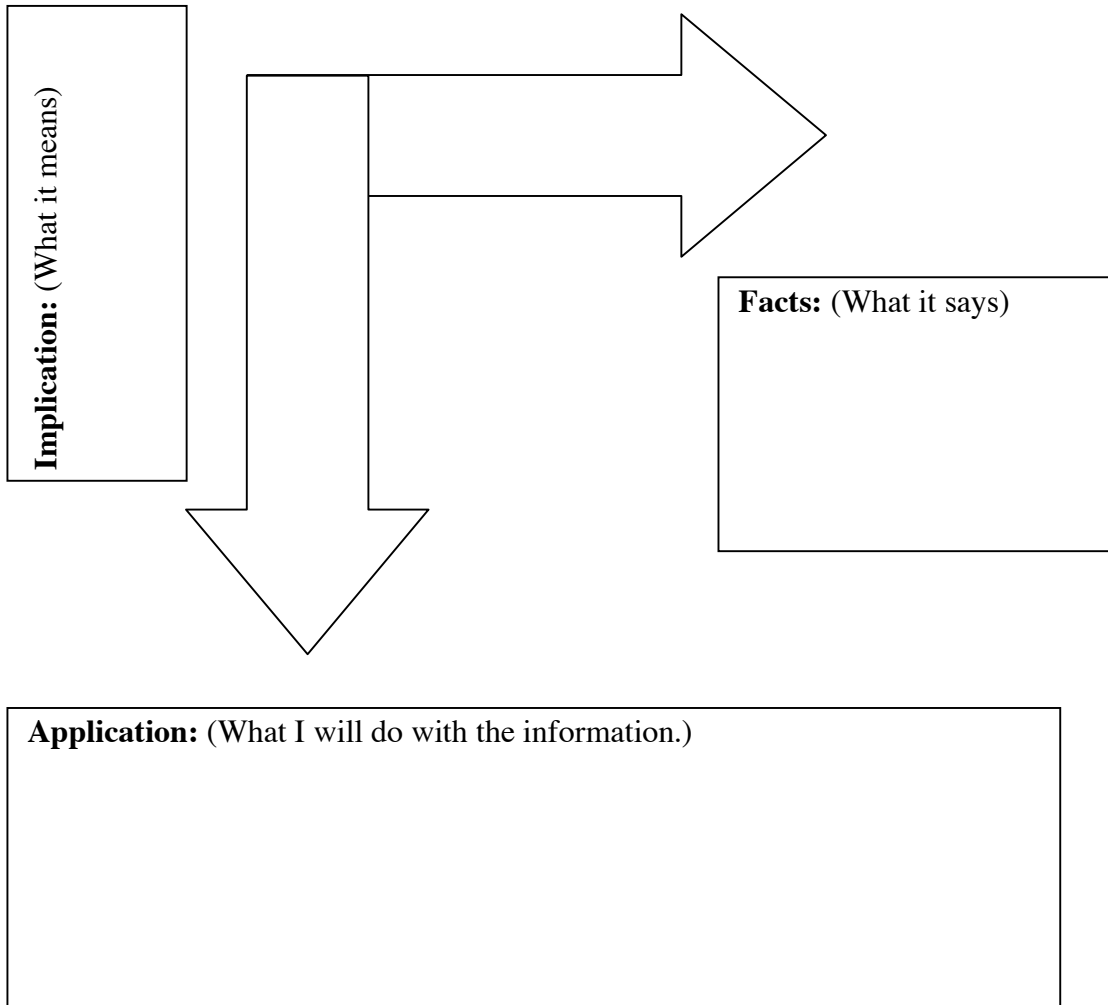 Implication: (What it means)
Facts: (What it says)
Application: (What I will do with the information.)